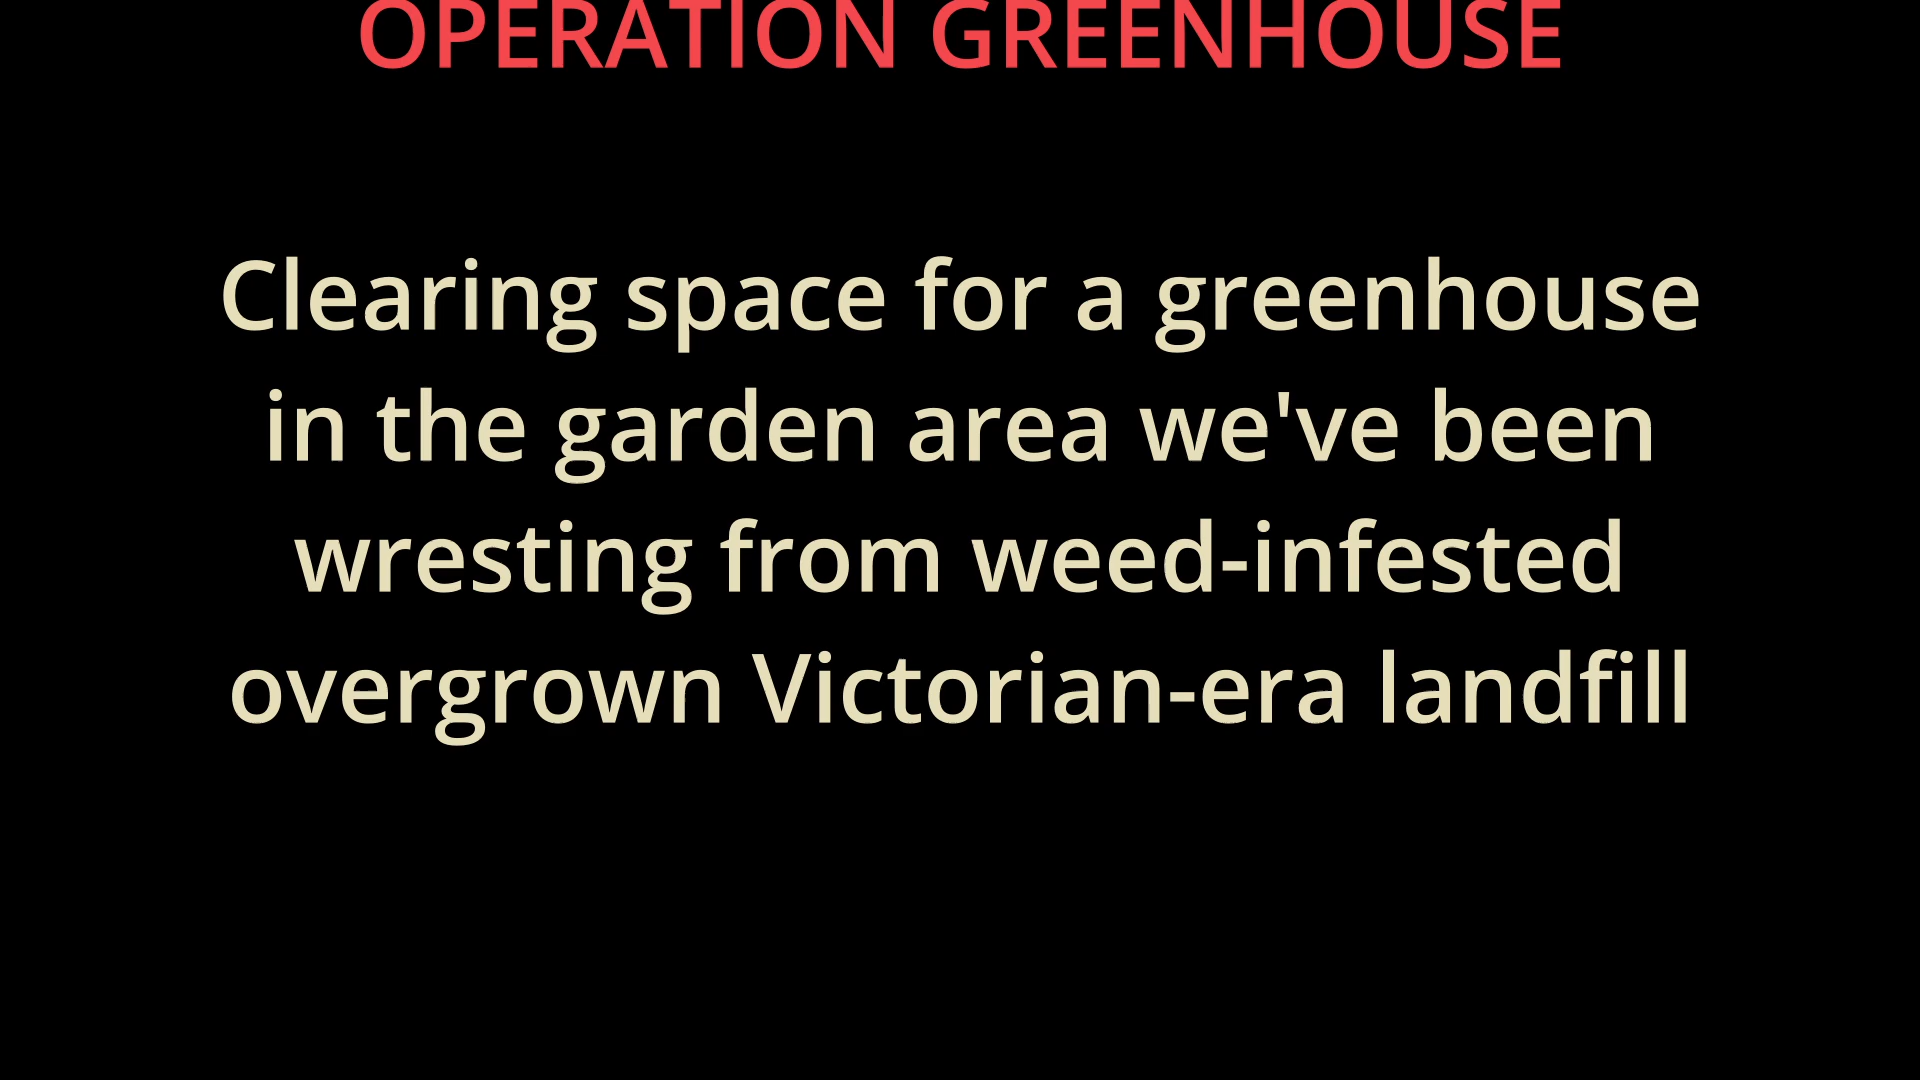 OPERATION GREENHOUSE
Clearing space for a greenhouse
in the garden area we've been
wresting from weed-infested
overgrown Victorian-era landfill